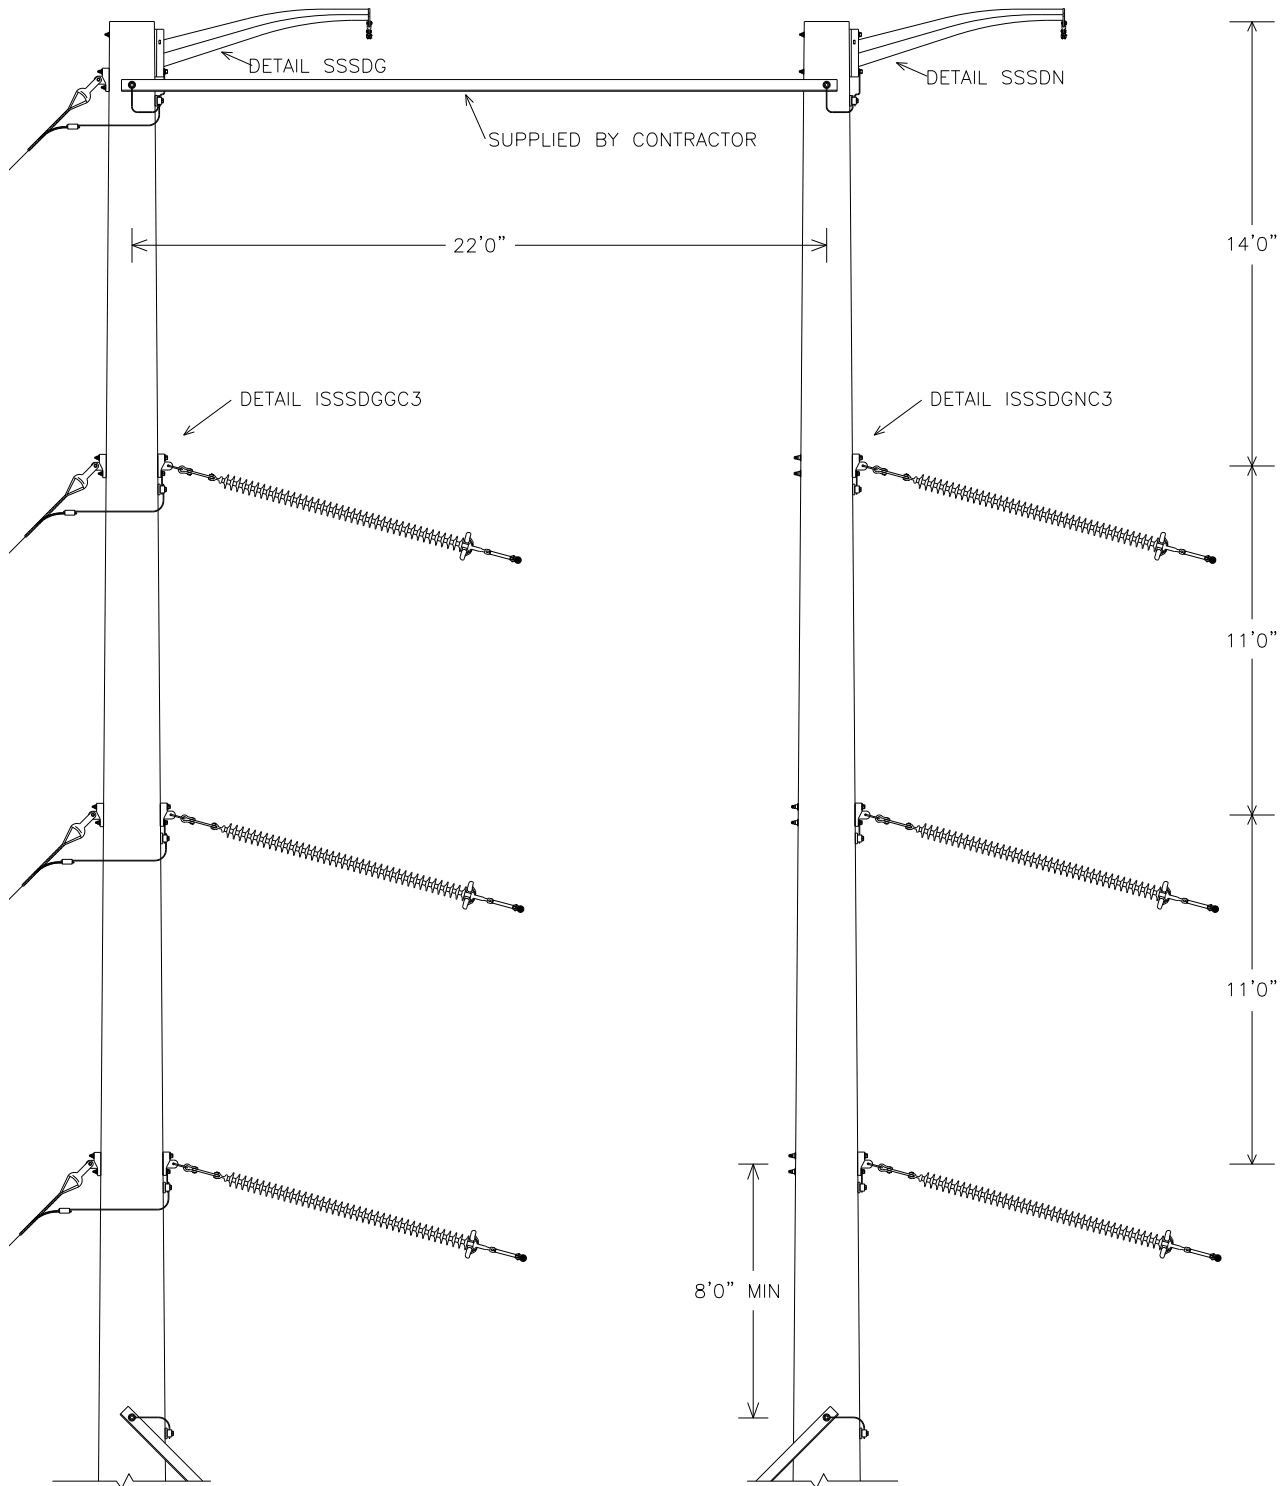 DETAIL SSSDG
DETAIL SSSDN
SUPPLIED BY CONTRACTOR
22'0"
14'0"
DETAIL ISSSDGGC3
DETAIL ISSSDGNC3
11'0"
11'0"
8'0" MIN